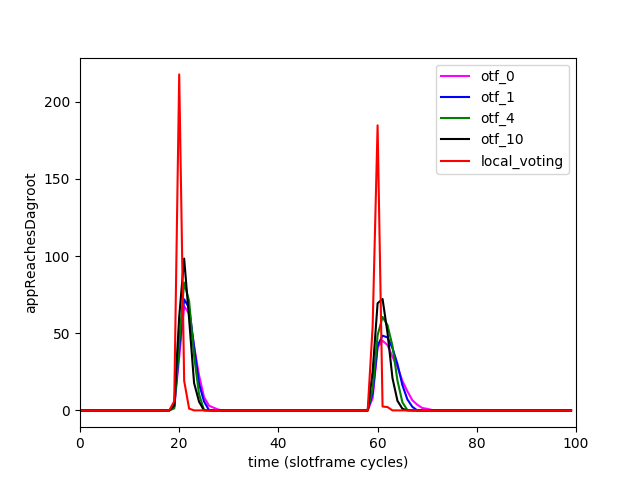 200
150
100
50
0
0 20 40 60 80 100
appReachesDagroot
time (slotframe cycles)
otf_0
otf_1
otf_4
otf_10
local_voting